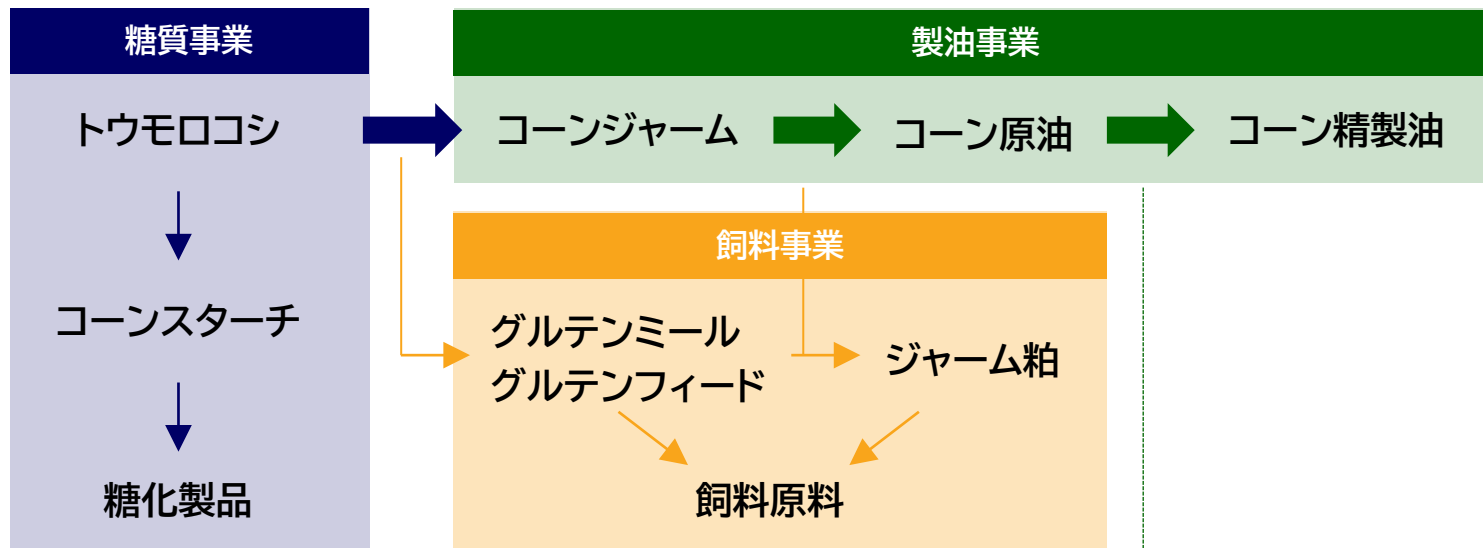 糖質事業
製油事業
トウモロコシ
コーンジャーム
コーン原油
コーン精製油
飼料事業
コーンスターチ
グルテンミール
グルテンフィード
ジャーム粕
糖化製品
飼料原料